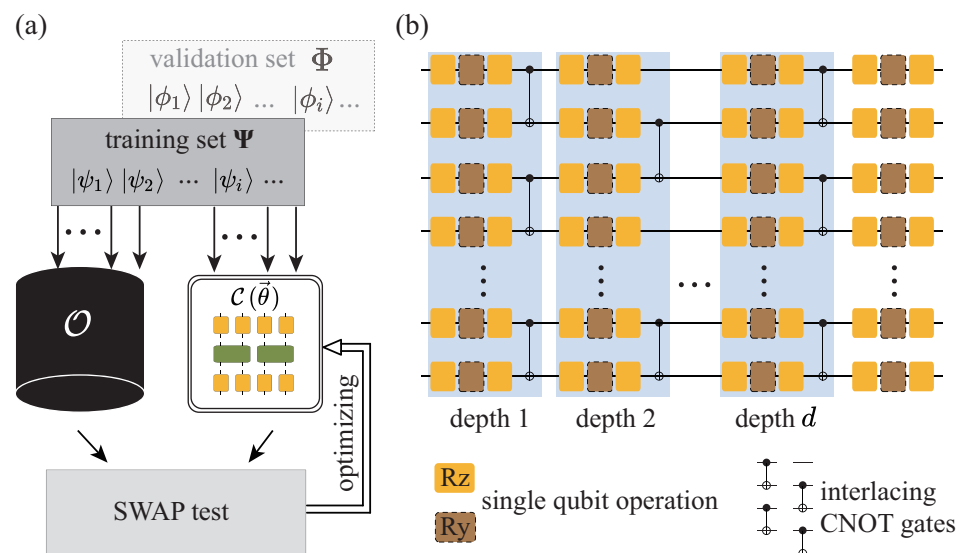 (a)
validation set Φ
|ϕ₁⟩ |ϕ₂⟩ ... |ϕᵢ⟩ ...
training set Ψ
|ψ₁⟩ |ψ₂⟩ ... |ψᵢ⟩ ...
...
...
𝒪
𝒞(θ⃗)
optimizing
SWAP test
(b)
...
depth 1
depth 2
depth d
Rz
Ry
single qubit operation
interlacing
CNOT gates